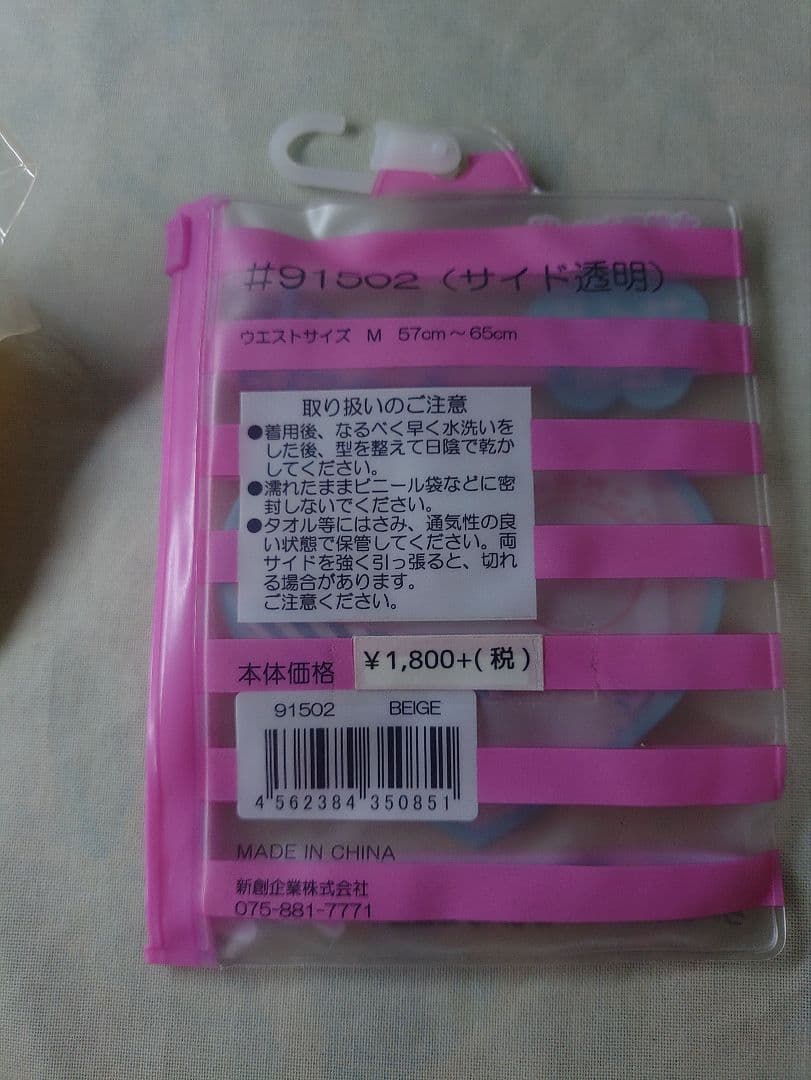 #91502 (サイド透明)
ウエストサイズ M 57cm～65cm
取り扱いのご注意
●着用後、なるべく早く水洗いを
した後、型を整えて日陰で乾か
してください。
●濡れたままビニール袋などに密
封しないでください。
●タオル等にはさみ、通気性の良
い状態で保管してください。両
サイドを強く引っ張ると、切れ
る場合があります。
ご注意ください。
本体価格 ¥1,800+(税)
91502 BEIGE
4 562384 350851
MADE IN CHINA
新創企業株式会社
075-881-7771